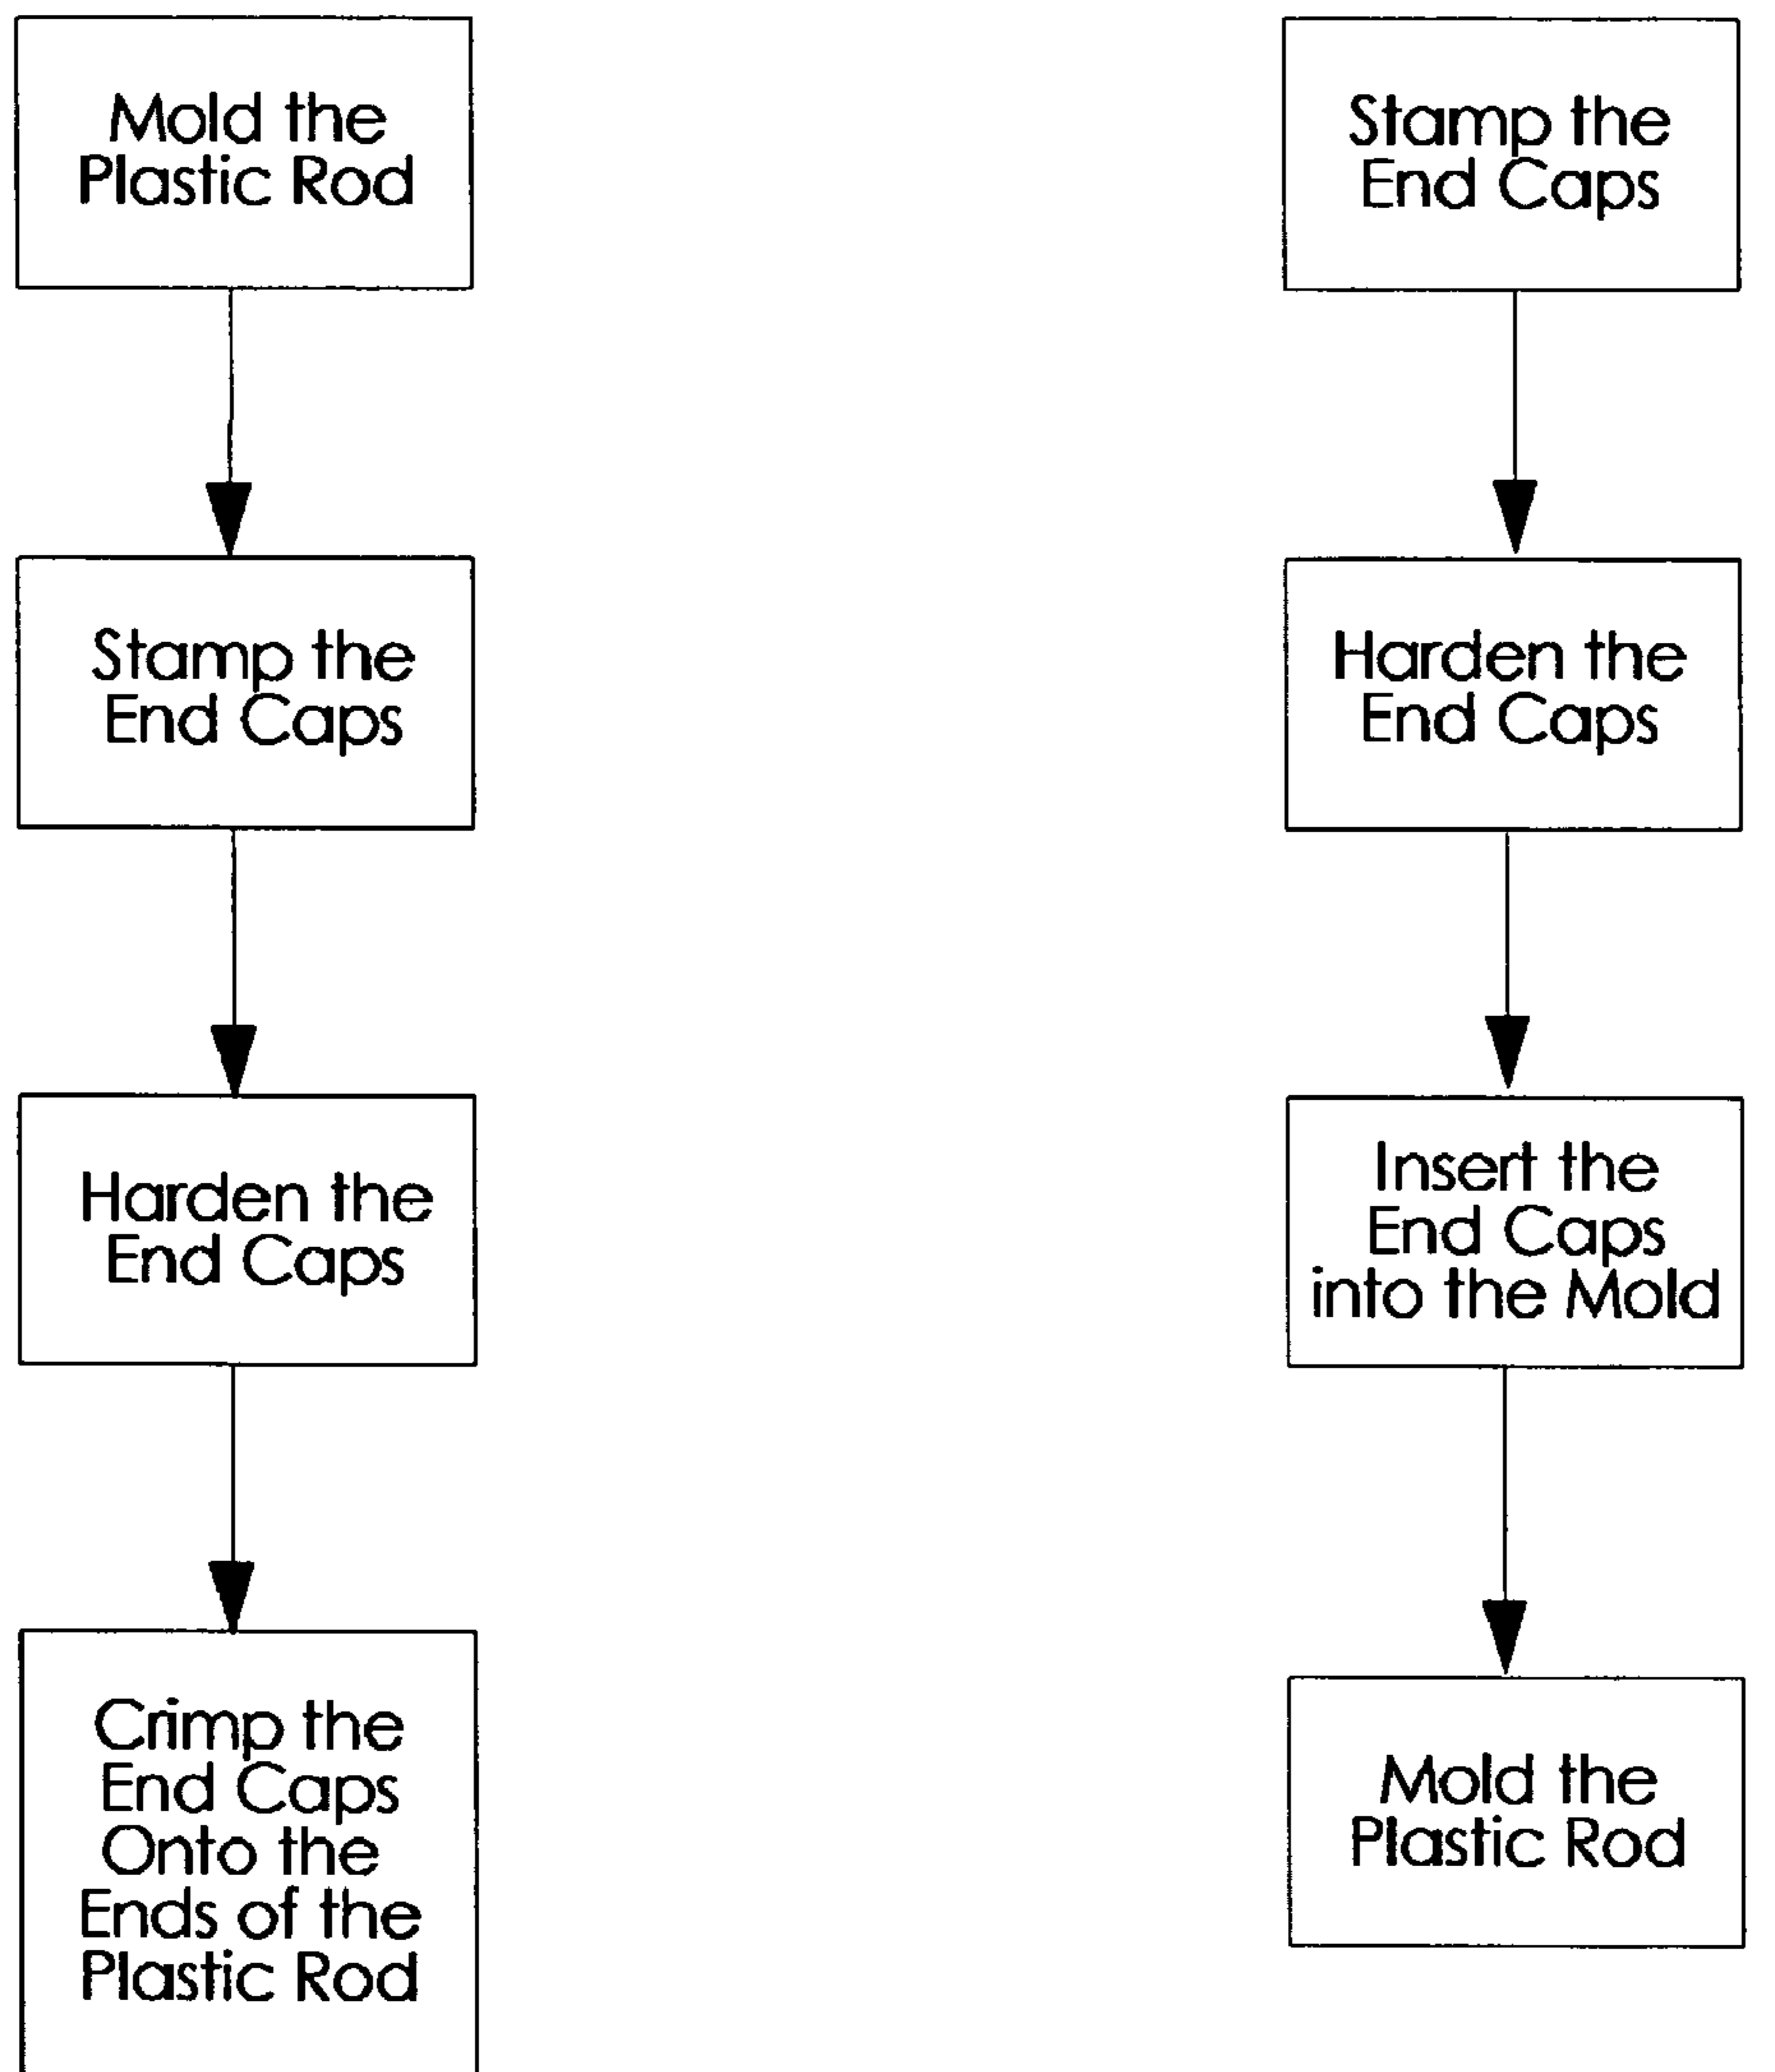 Mold the
Plastic Rod
Stamp the
End Caps
Harden the
End Caps
Crimp the
End Caps
Onto the
Ends of the
Plastic Rod
Stamp the
End Caps
Harden the
End Caps
Insert the
End Caps
into the Mold
Mold the
Plastic Rod